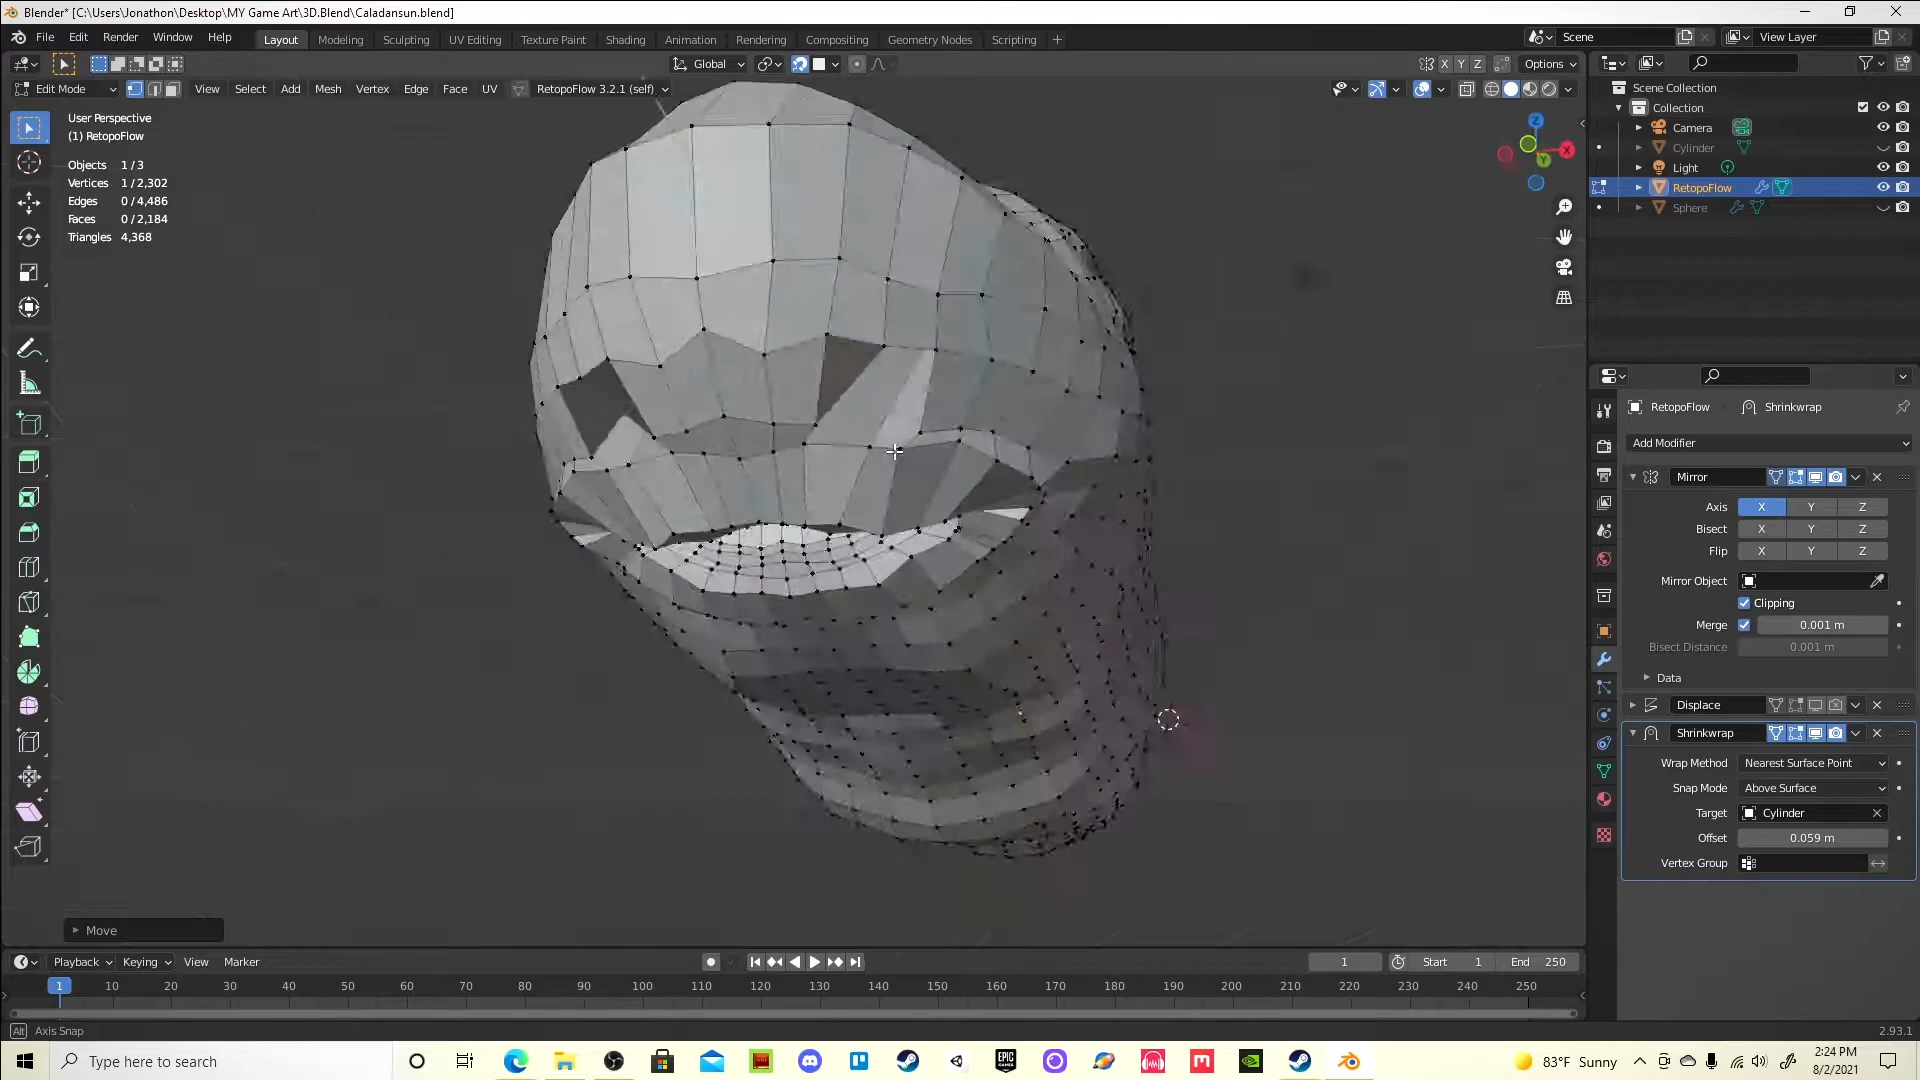 Blender* [C:\Users\Jonathon\Desktop\MY Game Art\3D.Blend\Caladansun.blend]
File Edit Render Window Help Layout Modeling Sculpting UV Editing Texture Paint Shading Animation Rendering Compositing Geometry Nodes Scripting + Scene View Layer
Global X Y Z Options
Edit Mode View Select Add Mesh Vertex Edge Face UV RetopoFlow 3.2.1 (self)
User Perspective
(1) RetopoFlow
Objects 1 / 3
Vertices 1 / 2,302
Edges 0 / 4,486
Faces 0 / 2,184
Triangles 4,368
Z
X
Y
Scene Collection
Collection
Camera
Cylinder
Light
RetopoFlow
Sphere
RetopoFlow Shrinkwrap
Add Modifier
Mirror
Axis X Y Z
Bisect X Y Z
Flip X Y Z
Mirror Object
Clipping
Merge 0.001 m
Bisect Distance 0.001 m
Data
Displace
Shrinkwrap
Wrap Method Nearest Surface Point
Snap Mode Above Surface
Target Cylinder
Offset 0.059 m
Vertex Group
Move
Playback Keying View Marker 1 Start 1 End 250
1 10 20 30 40 50 60 70 80 90 100 110 120 130 140 150 160 170 180 190 200 210 220 230 240 250
Alt Axis Snap 2.93.1
Type here to search EPIC GAMES 83°F Sunny 2:24 PM
8/2/2021